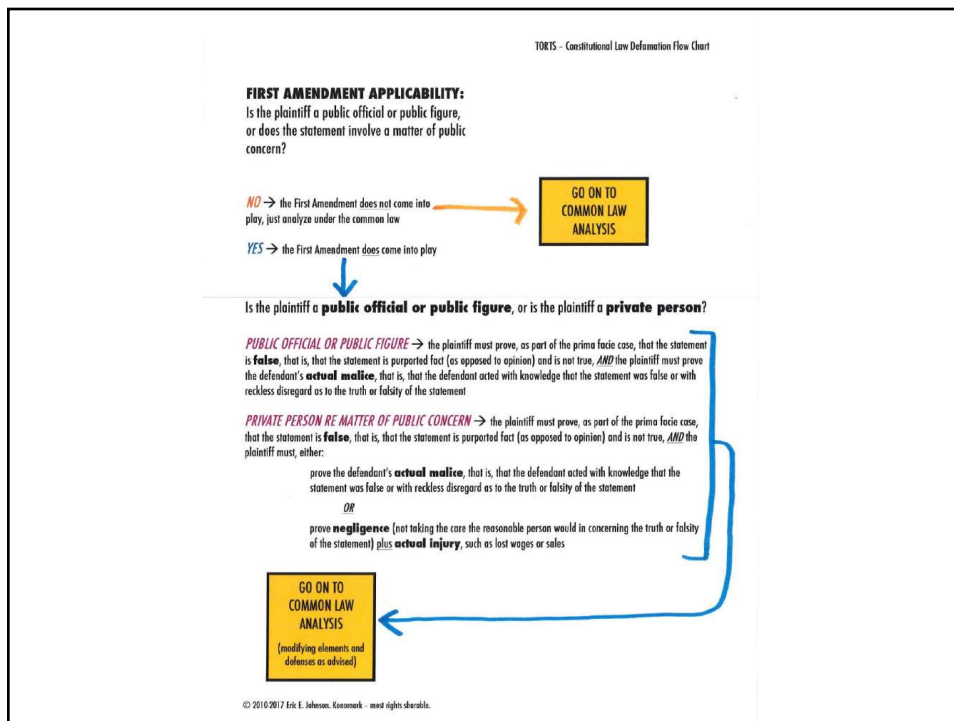 TORTS – Constitutional Law Defamation Flow Chart
FIRST AMENDMENT APPLICABILITY:
Is the plaintiff a public official or public figure,
or does the statement involve a matter of public
concern?
NO → the First Amendment does not come into
play, just analyze under the common law
GO ON TO
COMMON LAW
ANALYSIS
YES → the First Amendment does come into play
Is the plaintiff a public official or public figure, or is the plaintiff a private person?
PUBLIC OFFICIAL OR PUBLIC FIGURE → the plaintiff must prove, as part of the prima facie case, that the statement
is false, that is, that the statement is purported fact (as opposed to opinion) and is not true, AND the plaintiff must prove
the defendant's actual malice, that is, that the defendant acted with knowledge that the statement was false or with
reckless disregard as to the truth or falsity of the statement
PRIVATE PERSON RE MATTER OF PUBLIC CONCERN → the plaintiff must prove, as part of the prima facie case,
that the statement is false, that is, that the statement is purported fact (as opposed to opinion) and is not true, AND the
plaintiff must, either:
prove the defendant's actual malice, that is, that the defendant acted with knowledge that the
statement was false or with reckless disregard as to the truth or falsity of the statement
OR
prove negligence (not taking the care the reasonable person would in concerning the truth or falsity
of the statement) plus actual injury, such as lost wages or sales
GO ON TO
COMMON LAW
ANALYSIS
(modifying elements and
defenses as advised)
© 2010-2017 Eric E. Johnson. Konomark – most rights sharable.